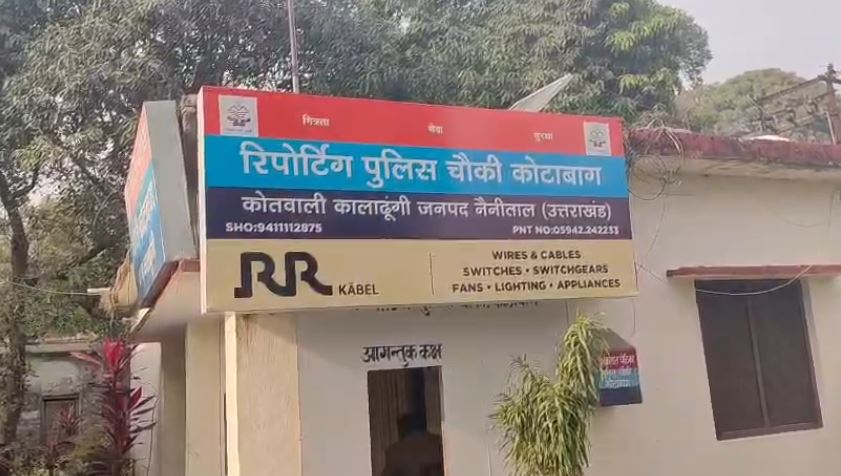 मित्रता सेवा सुरक्षा
रिपोर्टिंग पुलिस चौकी कोटाबाग
कोतवाली कालाढूंगी जनपद नैनीताल (उत्तराखंड)
SHO:9411112875 PNT NO:05942.242233
RR KABEL
WIRES & CABLES
SWITCHES • SWITCHGEARS
FANS • LIGHTING • APPLIANCES
आगन्तुक कक्ष